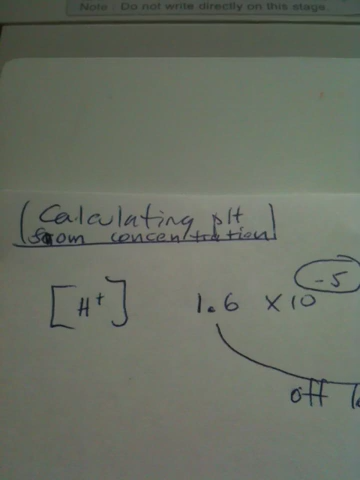 Note : Do not write directly on this stage
Calculating pH
from concentration
[H⁺] 1.6 × 10⁻⁵
off